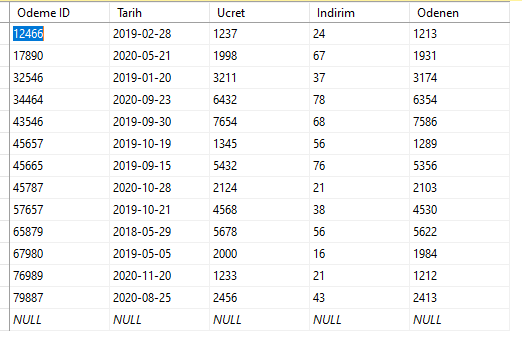 Odeme ID Tarih Ucret Indirim Odenen
12466 2019-02-28 1237 24 1213
17890 2020-05-21 1998 67 1931
32546 2019-01-20 3211 37 3174
34464 2020-09-23 6432 78 6354
43546 2019-09-30 7654 68 7586
45657 2019-10-19 1345 56 1289
45665 2019-09-15 5432 76 5356
45787 2020-10-28 2124 21 2103
57657 2019-10-21 4568 38 4530
65879 2018-05-29 5678 56 5622
67980 2019-05-05 2000 16 1984
76989 2020-11-20 1233 21 1212
79887 2020-08-25 2456 43 2413
NULL NULL NULL NULL NULL